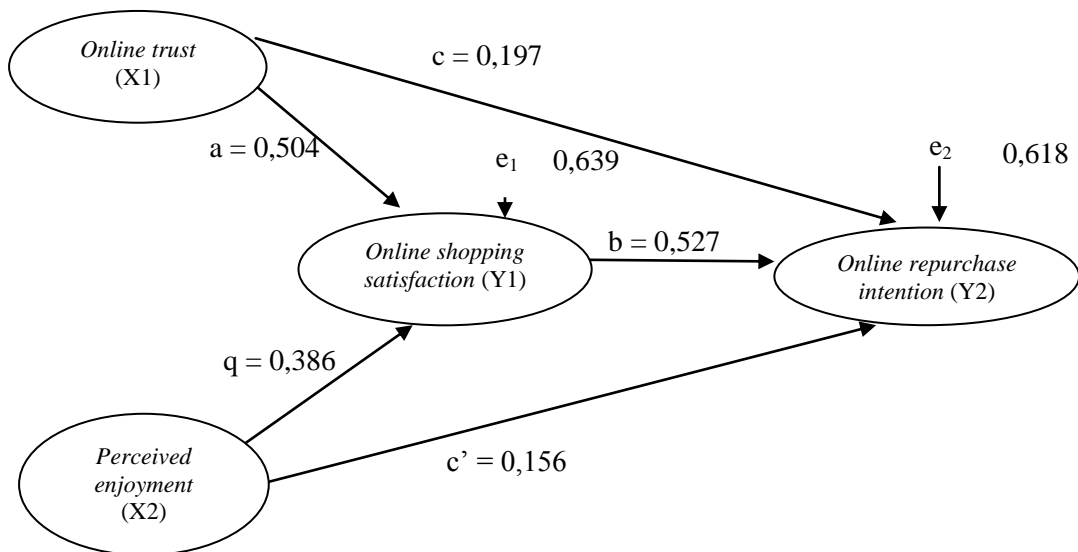 Online trust
(X1)
c = 0,197
a = 0,504
e₁ 0,639
e₂ 0,618
Online shopping
satisfaction (Y1)
b = 0,527
Online repurchase
intention (Y2)
q = 0,386
Perceived
enjoyment
(X2)
c’ = 0,156